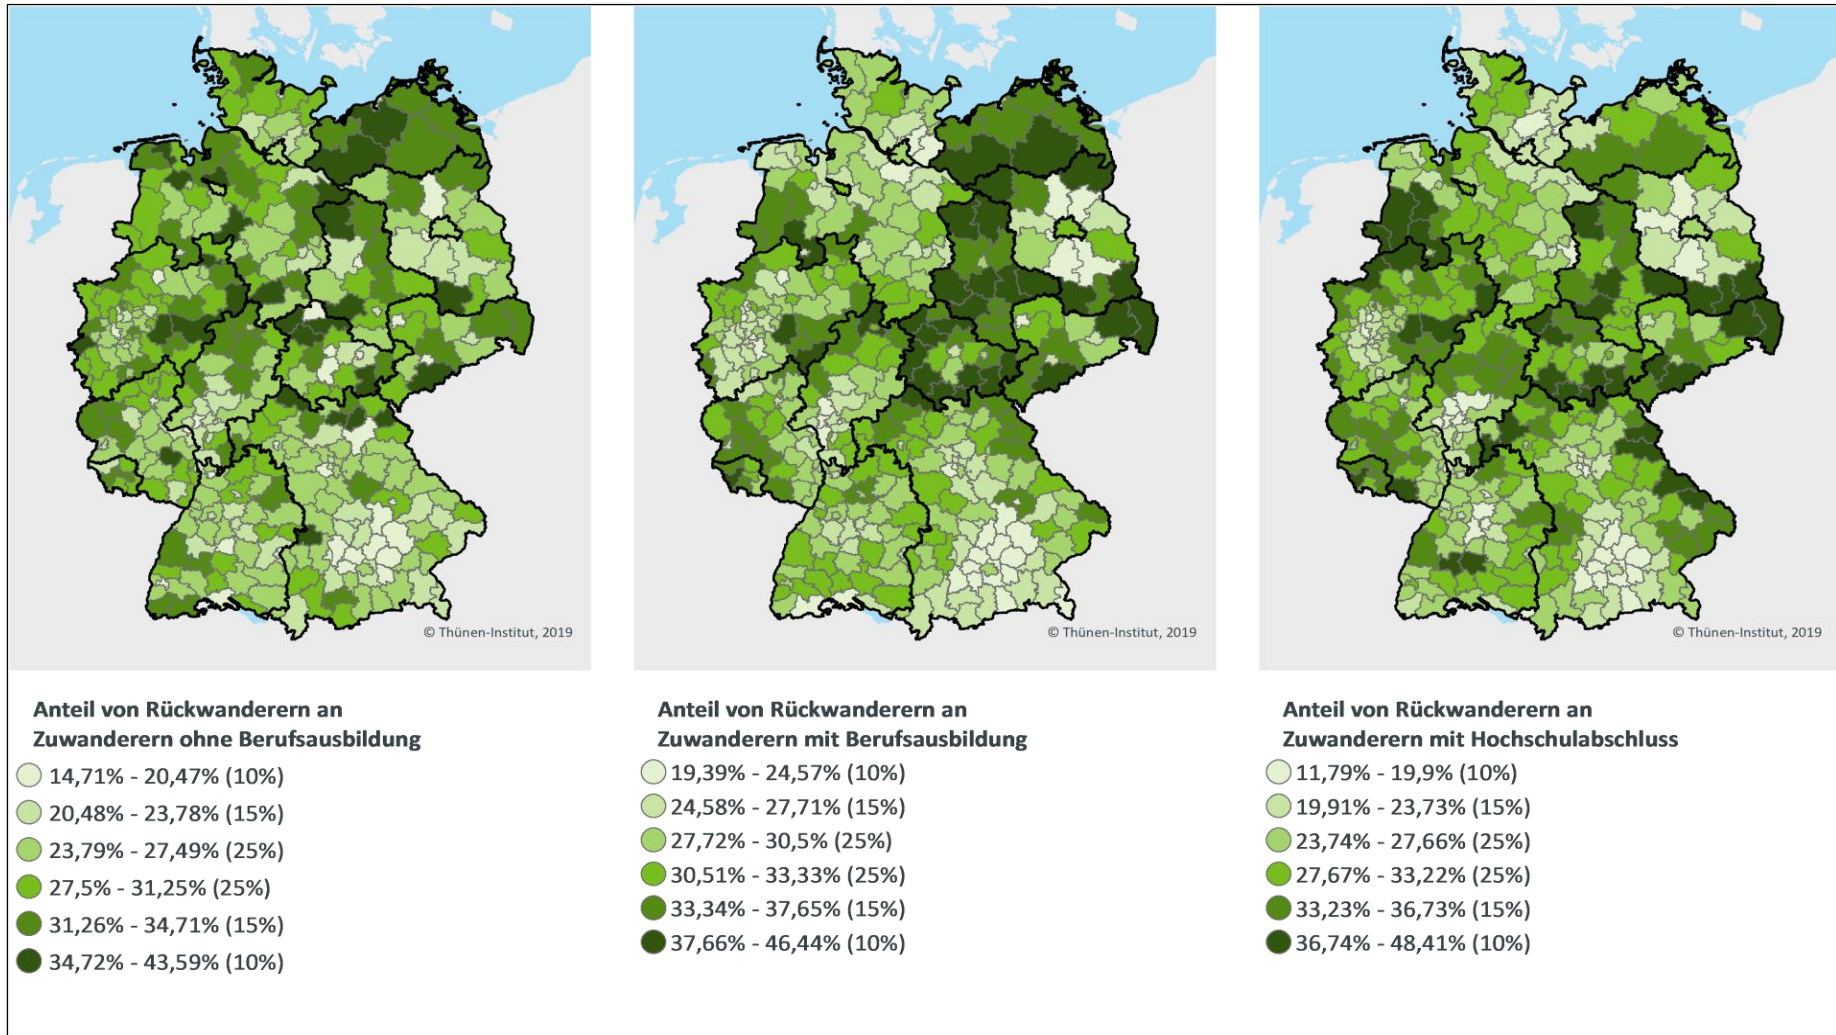 © Thünen-Institut, 2019
© Thünen-Institut, 2019
© Thünen-Institut, 2019
Anteil von Rückwanderern an
Zuwanderern ohne Berufsausbildung
14,71% - 20,47% (10%)
20,48% - 23,78% (15%)
23,79% - 27,49% (25%)
27,5% - 31,25% (25%)
31,26% - 34,71% (15%)
34,72% - 43,59% (10%)
Anteil von Rückwanderern an
Zuwanderern mit Berufsausbildung
19,39% - 24,57% (10%)
24,58% - 27,71% (15%)
27,72% - 30,5% (25%)
30,51% - 33,33% (25%)
33,34% - 37,65% (15%)
37,66% - 46,44% (10%)
Anteil von Rückwanderern an
Zuwanderern mit Hochschulabschluss
11,79% - 19,9% (10%)
19,91% - 23,73% (15%)
23,74% - 27,66% (25%)
27,67% - 33,22% (25%)
33,23% - 36,73% (15%)
36,74% - 48,41% (10%)